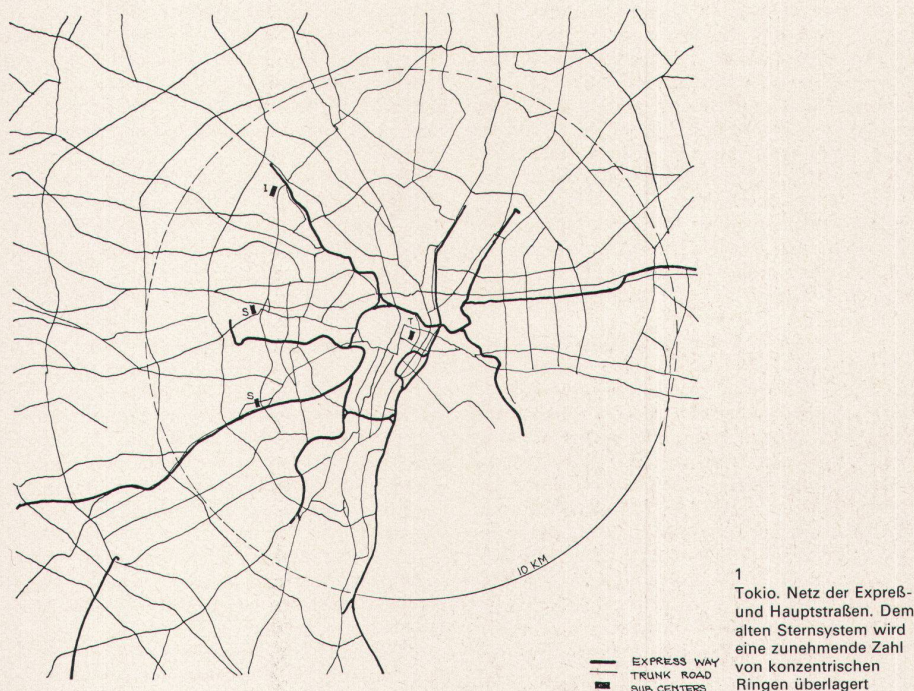 1
S
T
S
10 KM
EXPRESS WAY
TRUNK ROAD
SUB CENTERS
1
Tokio. Netz der Expreß-
und Hauptstraßen. Dem
alten Sternsystem wird
eine zunehmende Zahl
von konzentrischen
Ringen überlagert